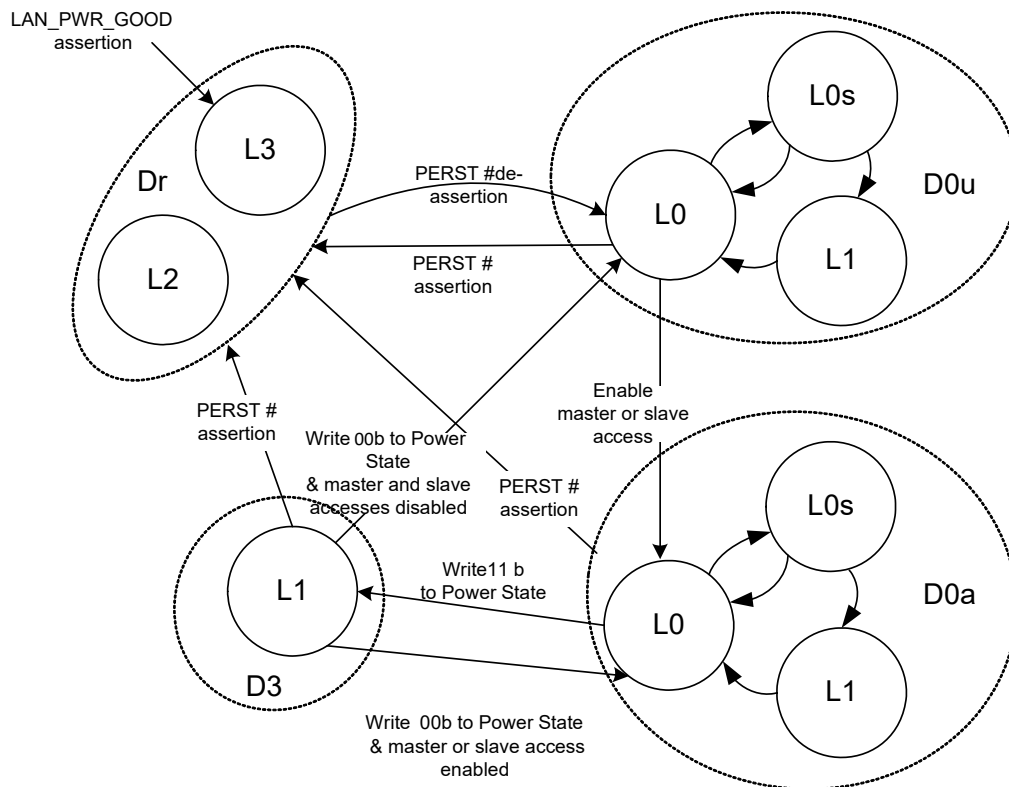 LAN_PWR_GOOD
assertion
L3
Dr
L2
PERST #de-
assertion
PERST #
assertion
L0s
D0u
L0
L1
PERST #
assertion
Write 00b to Power
State
& master and slave
accesses disabled
PERST #
assertion
Enable
master or slave
access
L0s
D0a
L0
L1
Write11 b
to Power State
L1
D3
Write  00b to Power State
& master or slave access
enabled